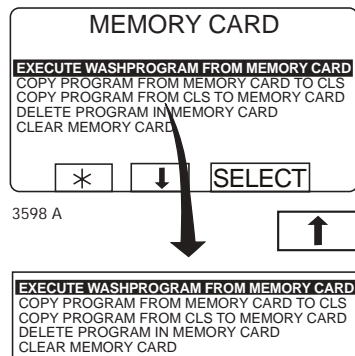 MEMORY CARD
EXECUTE WASHPROGRAM FROM MEMORY CARD
COPY PROGRAM FROM MEMORY CARD TO CLS
COPY PROGRAM FROM CLS TO MEMORY CARD
DELETE PROGRAM IN MEMORY CARD
CLEAR MEMORY CARD
SELECT
3598 A
EXECUTE WASHPROGRAM FROM MEMORY CARD
COPY PROGRAM FROM MEMORY CARD TO CLS
COPY PROGRAM FROM CLS TO MEMORY CARD
DELETE PROGRAM IN MEMORY CARD
CLEAR MEMORY CARD